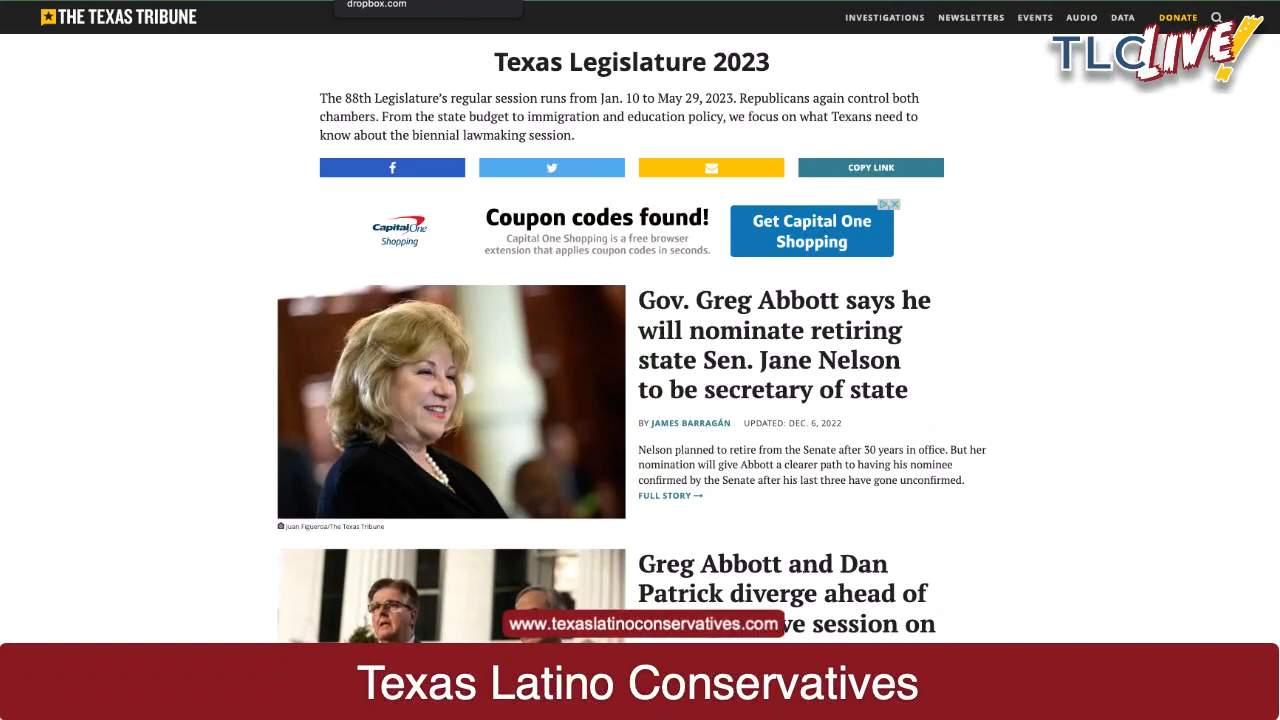 dropbox.com
THE TEXAS TRIBUNE
INVESTIGATIONS NEWSLETTERS EVENTS AUDIO DATA DONATE
TLC LIVE!
Texas Legislature 2023
The 88th Legislature's regular session runs from Jan. 10 to May 29, 2023. Republicans again control both
chambers. From the state budget to immigration and education policy, we focus on what Texans need to
know about the biennial lawmaking session.
COPY LINK
CapitalOne
Shopping
Coupon codes found!
Capital One Shopping is a free browser
extension that applies coupon codes in seconds.
Get Capital One
Shopping
Gov. Greg Abbott says he
will nominate retiring
state Sen. Jane Nelson
to be secretary of state
BY JAMES BARRAGÁN UPDATED: DEC. 6, 2022
Nelson planned to retire from the Senate after 30 years in office. But her
nomination will give Abbott a clearer path to having his nominee
confirmed by the Senate after his last three have gone unconfirmed.
FULL STORY →
Juan Figueroa/The Texas Tribune
Greg Abbott and Dan
Patrick diverge ahead of
ve session on
www.texaslatinoconservatives.com
Texas Latino Conservatives